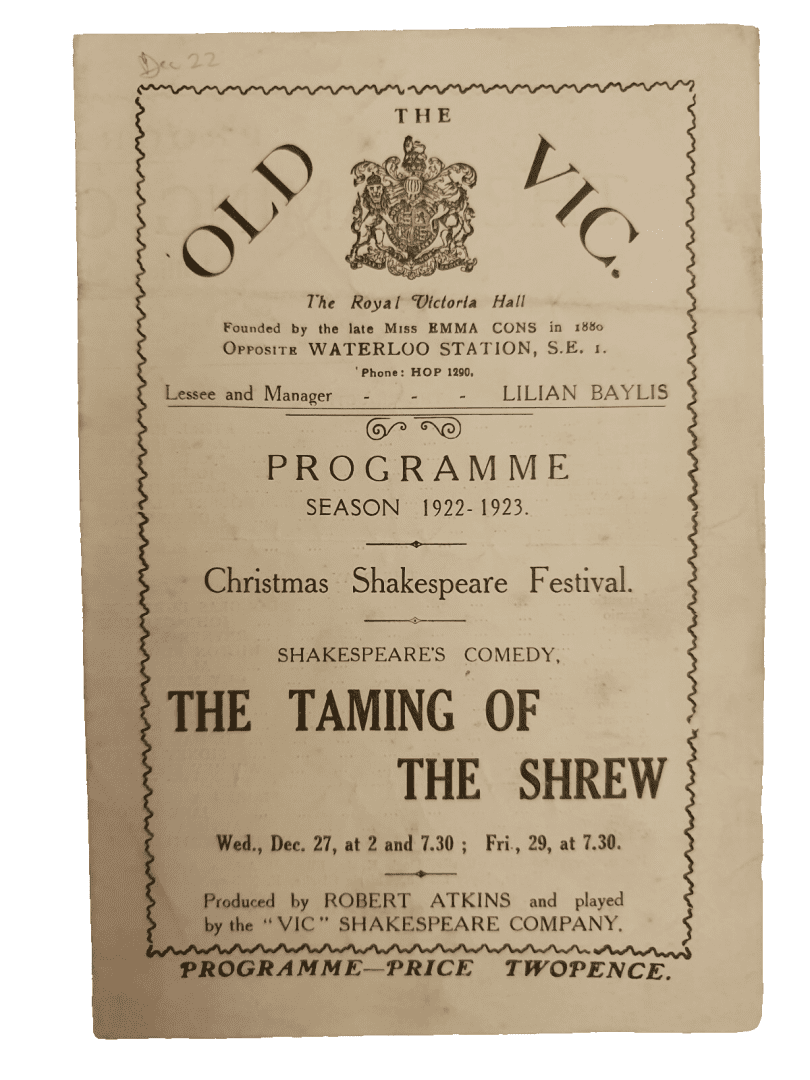 Dec 22
THE
OLD VIC.
The Royal Victoria Hall
Founded by the late Miss EMMA CONS in 1880
Opposite WATERLOO STATION, S.E. 1.
'Phone: HOP 1290.
Lessee and Manager - - - LILIAN BAYLIS
PROGRAMME
SEASON 1922-1923.
Christmas Shakespeare Festival.
SHAKESPEARE'S COMEDY,
THE TAMING OF
THE SHREW
Wed., Dec. 27, at 2 and 7.30 ; Fri., 29, at 7.30.
Produced by ROBERT ATKINS and played
by the "VIC" SHAKESPEARE COMPANY.
PROGRAMME—PRICE TWOPENCE.